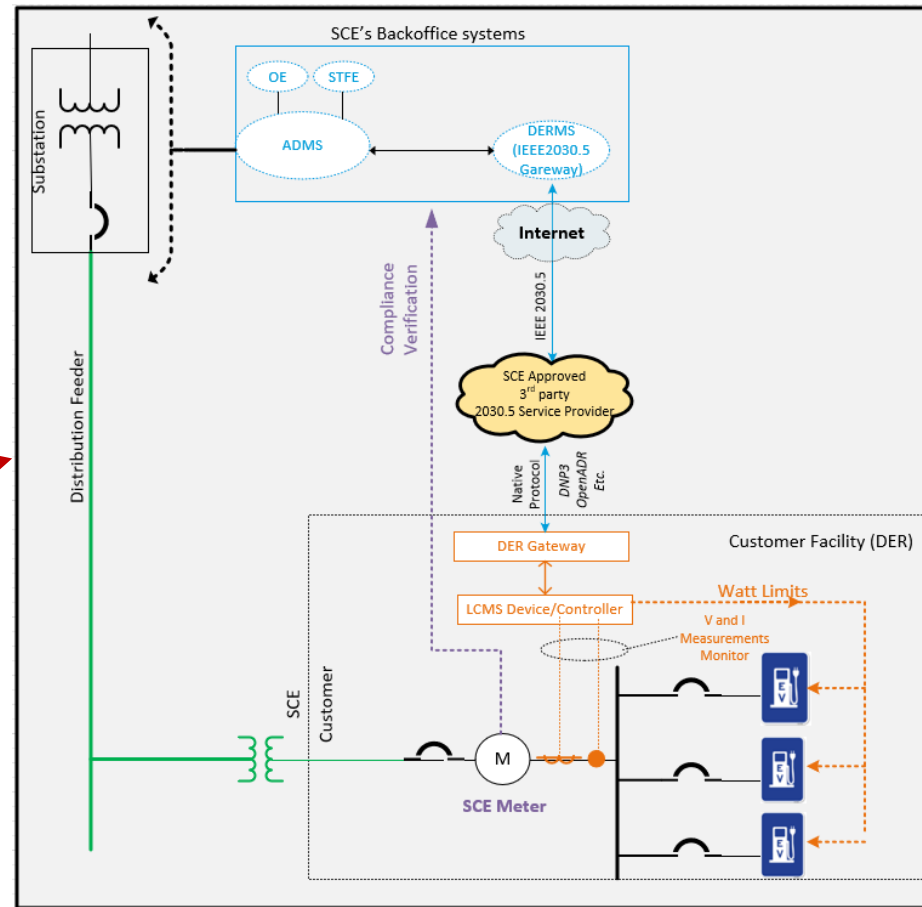 SCE's Backoffice systems
OE
STFE
ADMS
DERMS
(IEEE2030.5
Gareway)
Substation
Internet
Compliance
Verification
IEEE 2030.5
SCE Approved
3rd party
2030.5 Service Provider
Distribution Feeder
Native
Protocol
DNP3
OpenADR
Etc.
Customer Facility (DER)
DER Gateway
LCMS Device/Controller
Watt Limits
V and I
Measurements
Monitor
SCE
Customer
M
SCE Meter
EV
EV
EV